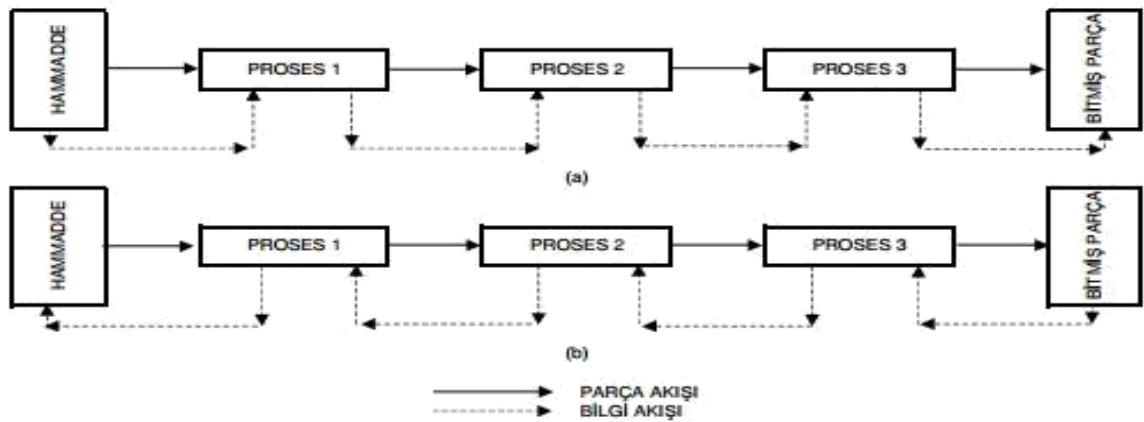 HAMMADDE
PROSES 1
PROSES 2
PROSES 3
BİTMİŞ PARÇA
(a)
HAMMADDE
PROSES 1
PROSES 2
PROSES 3
BİTMİŞ PARÇA
(b)
PARÇA AKIŞI
BİLGİ AKIŞI